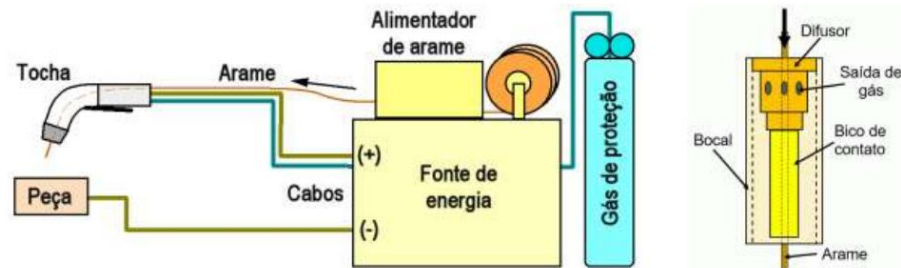 Alimentador
de arame
Tocha
Arame
(+)
Cabos
Fonte de
energia
Peça
(-)
Gás de proteção
Difusor
Saída de
gás
Bico de
contato
Bocal
Arame